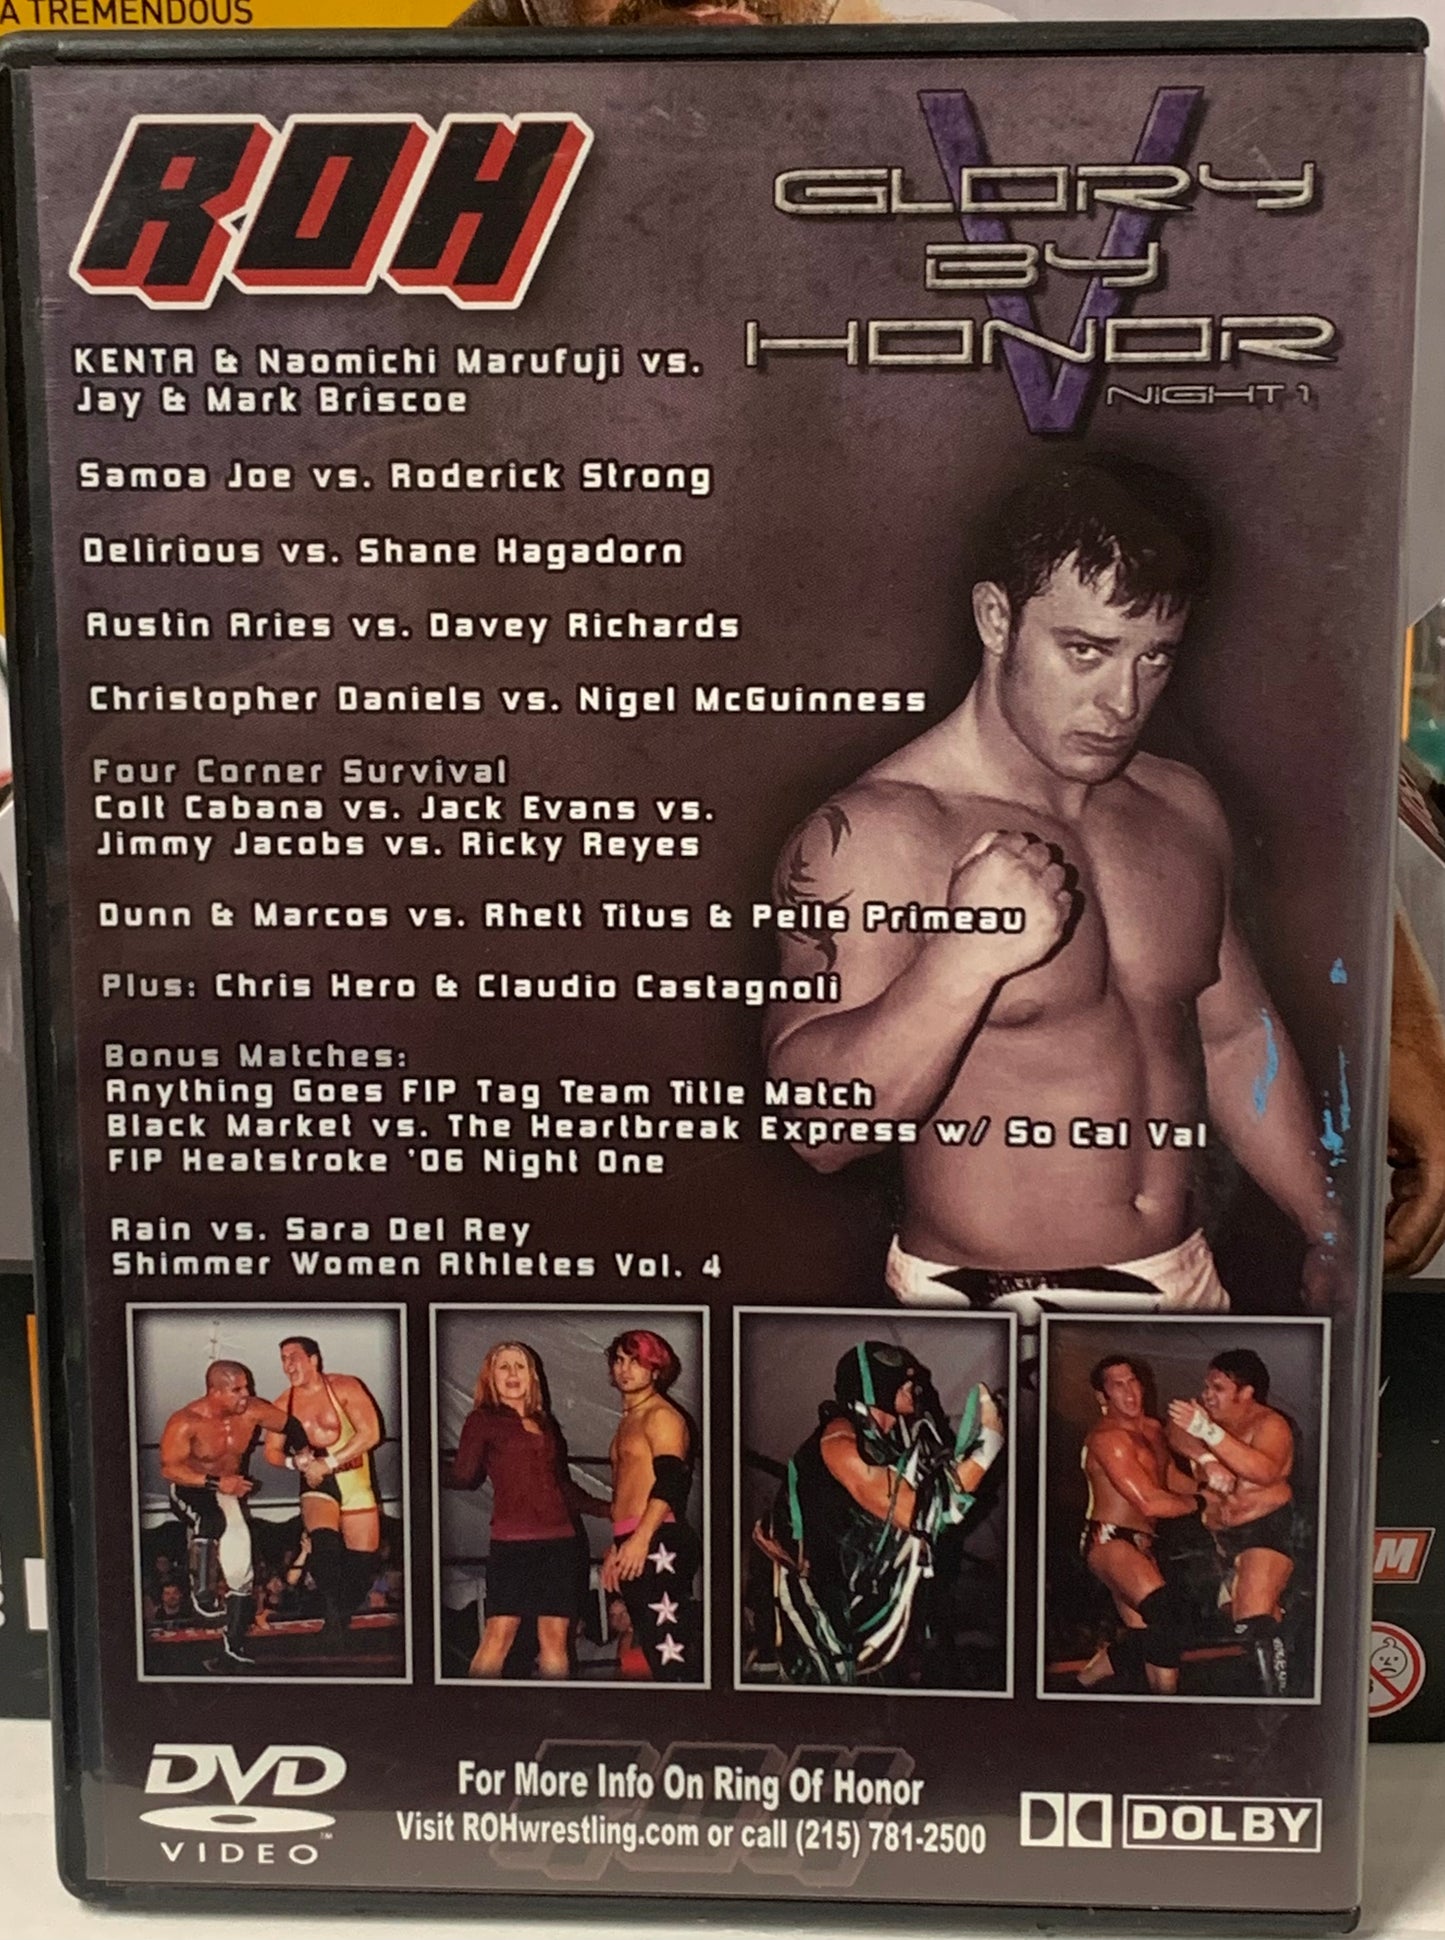 A TREMENDOUS
ROH
GLORY
BY
HONOR
V
NIGHT 1
KENTA & Naomichi Marufuji vs.
Jay & Mark Briscoe
Samoa Joe vs. Roderick Strong
Delirious vs. Shane Hagadorn
Austin Aries vs. Davey Richards
Christopher Daniels vs. Nigel McGuinness
Four Corner Survival
Colt Cabana vs. Jack Evans vs.
Jimmy Jacobs vs. Ricky Reyes
Dunn & Marcos vs. Rhett Titus & Pelle Primeau
Plus: Chris Hero & Claudio Castagnoli
Bonus Matches:
Anything Goes FIP Tag Team Title Match
Black Market vs. The Heartbreak Express w/ So Cal Val
FIP Heatstroke '06 Night One
Rain vs. Sara Del Rey
Shimmer Women Athletes Vol. 4
DVD
VIDEO™
For More Info On Ring Of Honor
Visit ROHwrestling.com or call (215) 781-2500
DOLBY